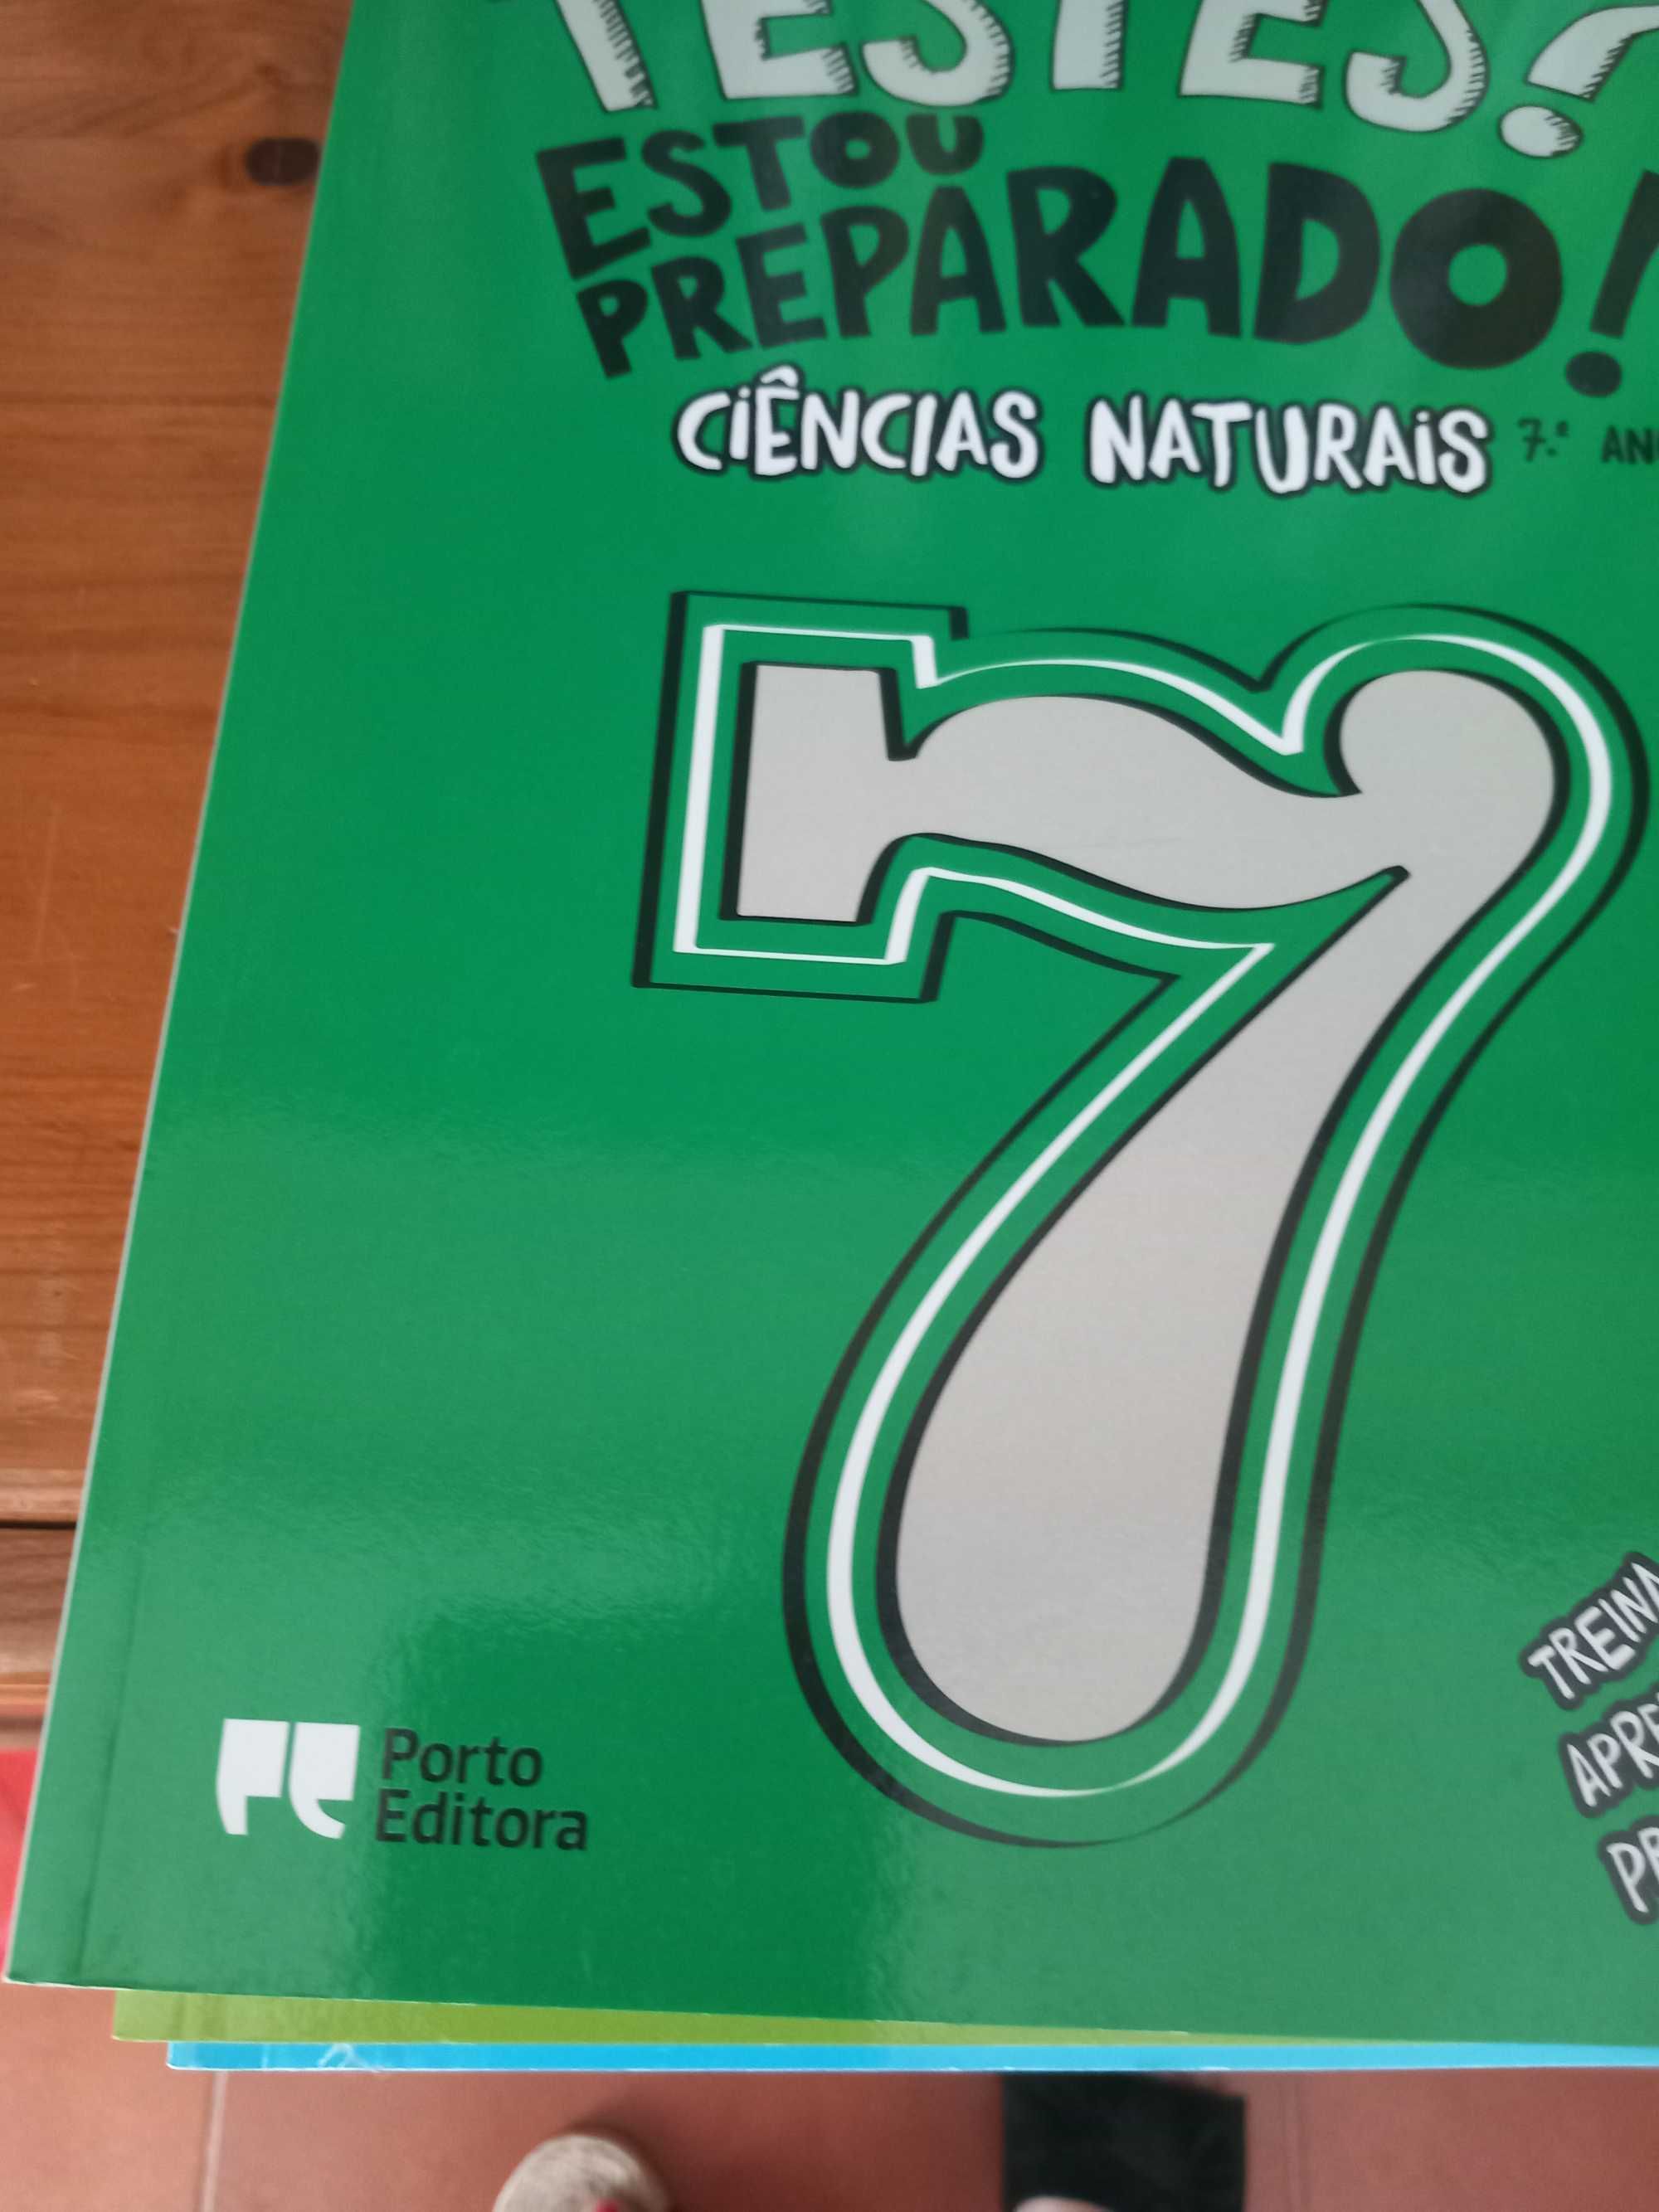 TESTES?
ESTOU
PREPARADO!
CIÊNCIAS NATURAIS 7.º
7
Porto
Editora